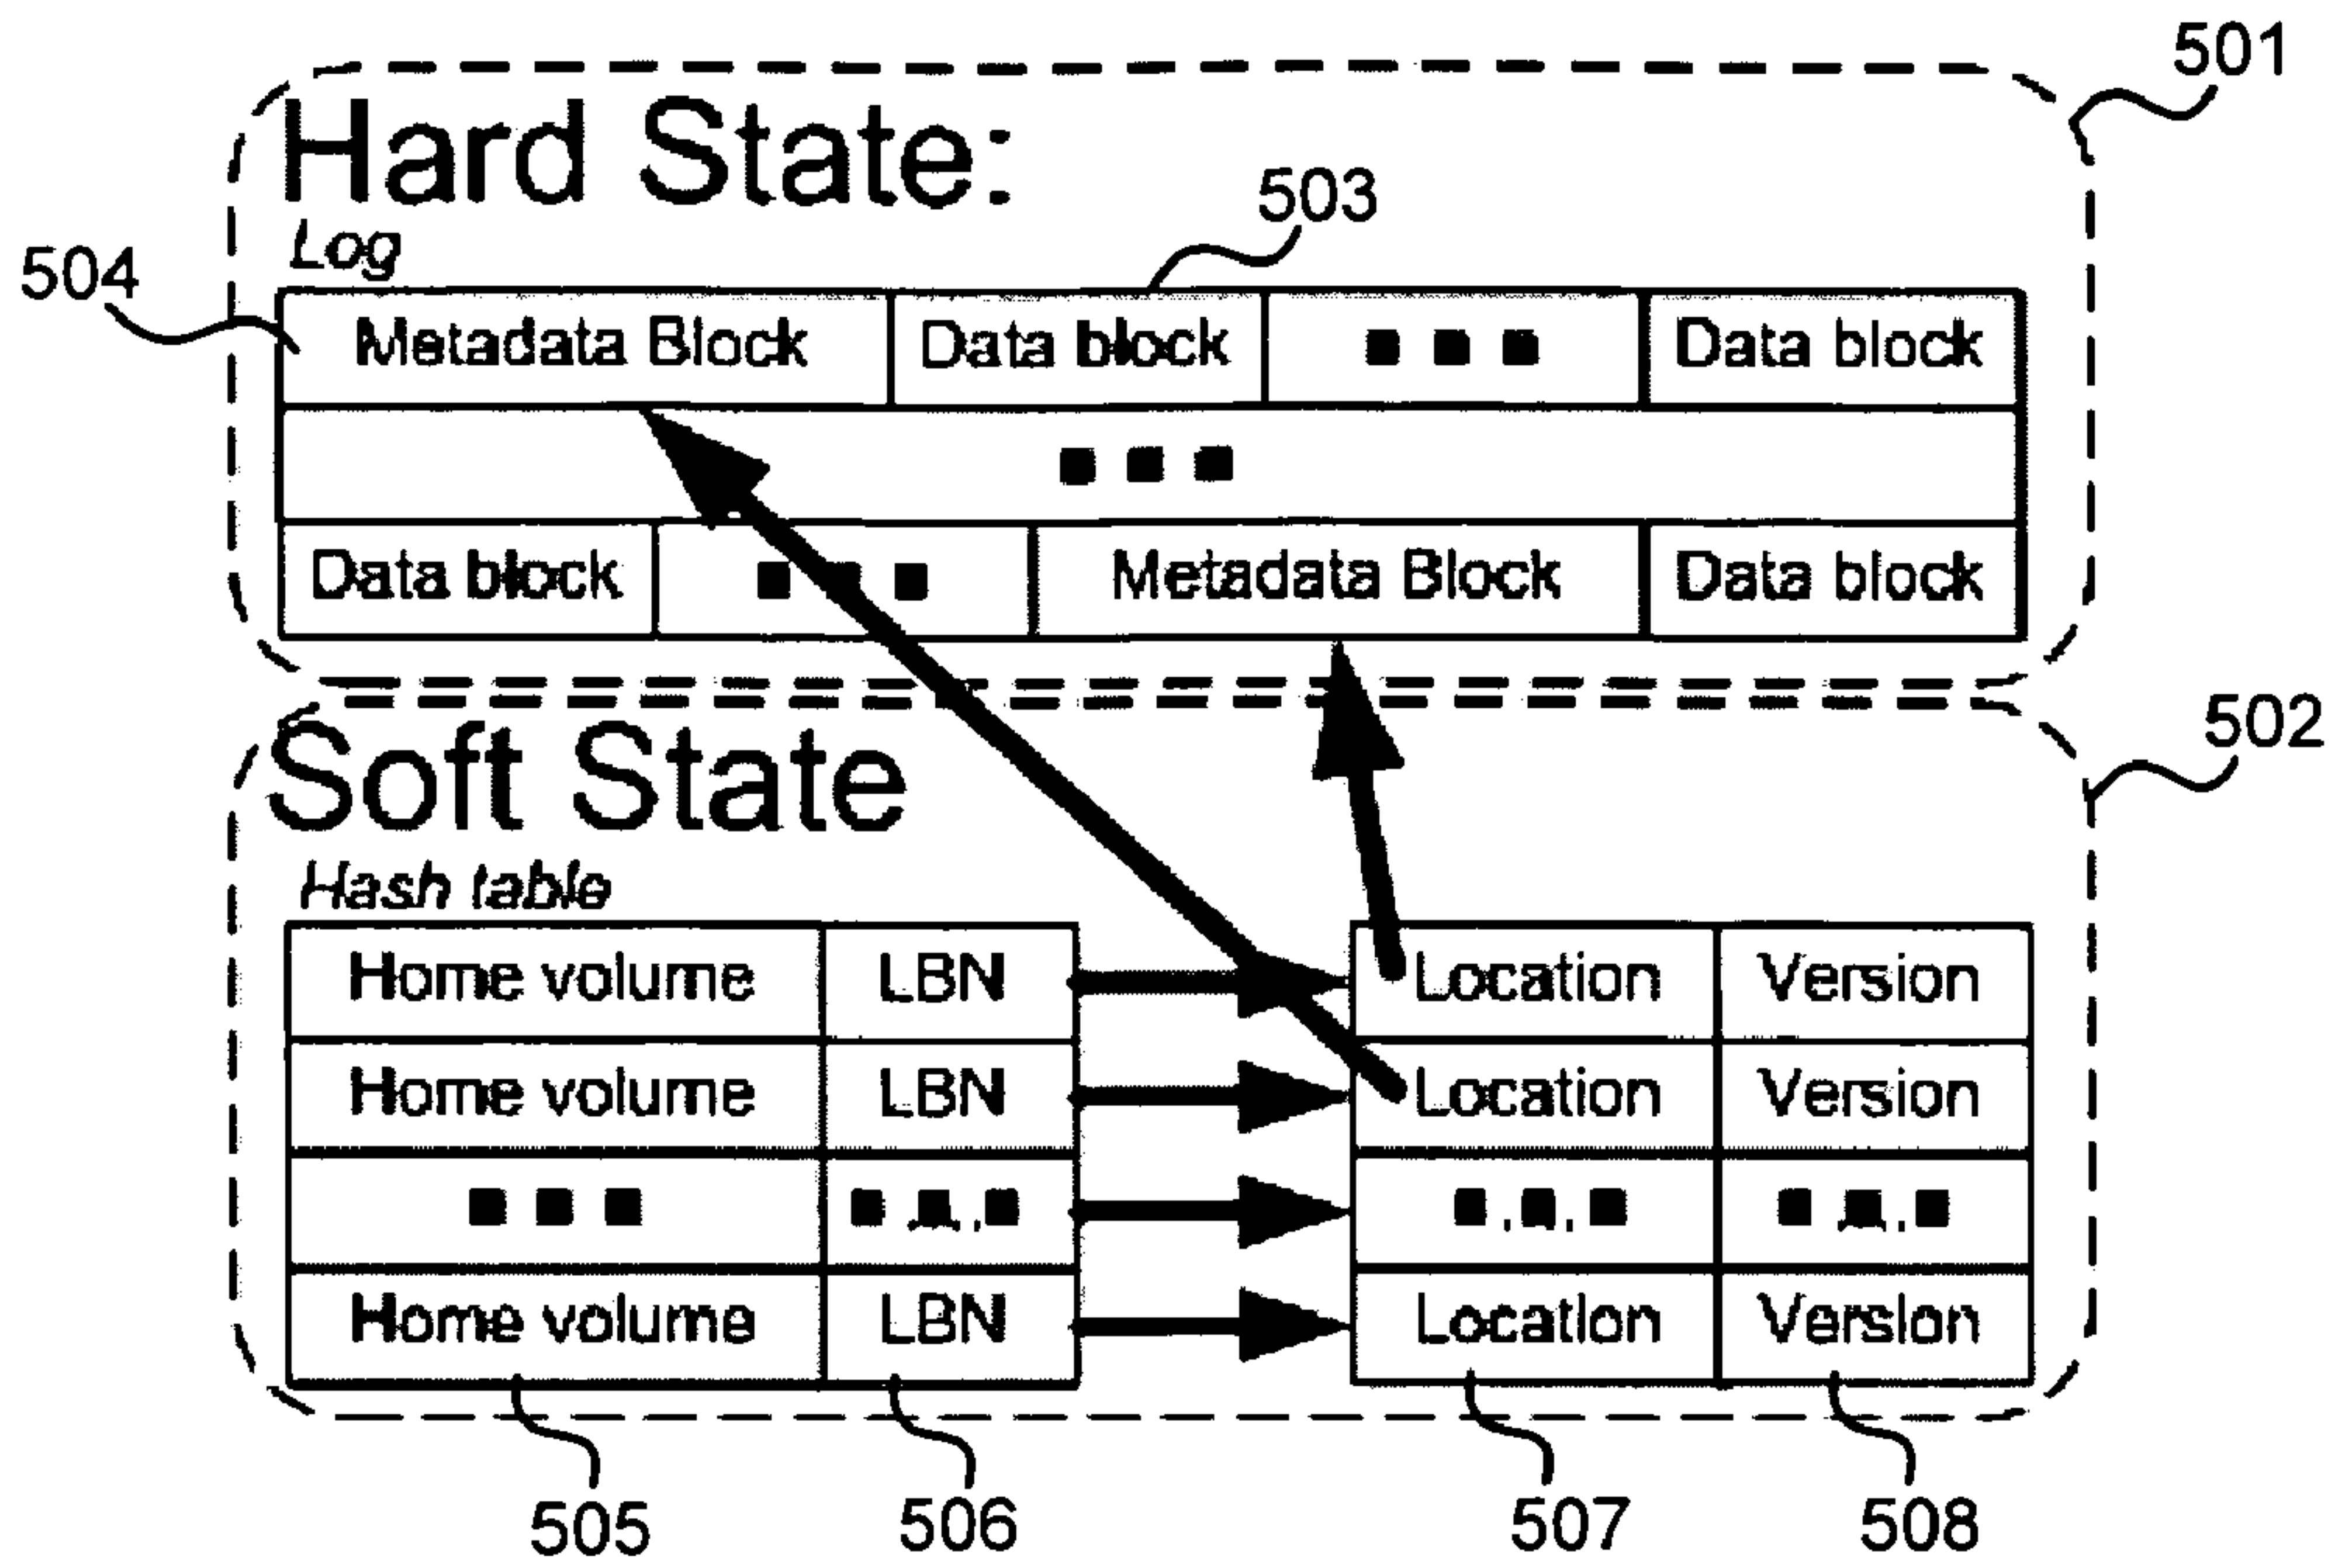 501
Hard State:
503
Log
504
Metadata Block Data block Data block
Data block Metadata Block Data block
502
Soft State
Hash table
Home volume LBN Location Version
Home volume LBN Location Version
Home volume LBN Location Version
505 506 507 508